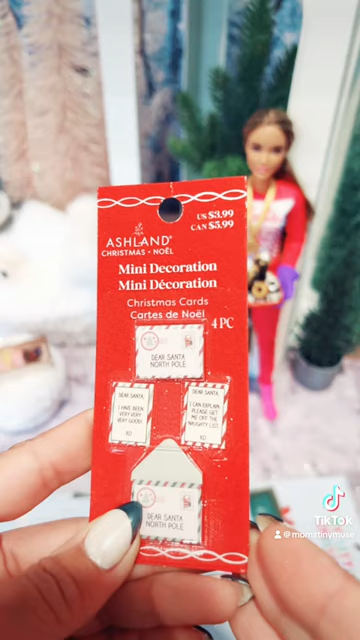 US $3.99
CAN $5.99
ASHLAND®
CHRISTMAS • NOËL
Mini Decoration
Mini Décoration
Christmas Cards
Cartes de Noël
4 PC
DEAR SANTA
NORTH POLE
DEAR SANTA,
I HAVE BEEN
VERY VERY
VERY GOOD!
XO
DEAR SANTA,
I CAN EXPLAIN.
PLEASE GET
ME OFF THE
NAUGHTY LIST.
XO
DEAR SANTA
NORTH POLE
TikTok
@momstinymuse